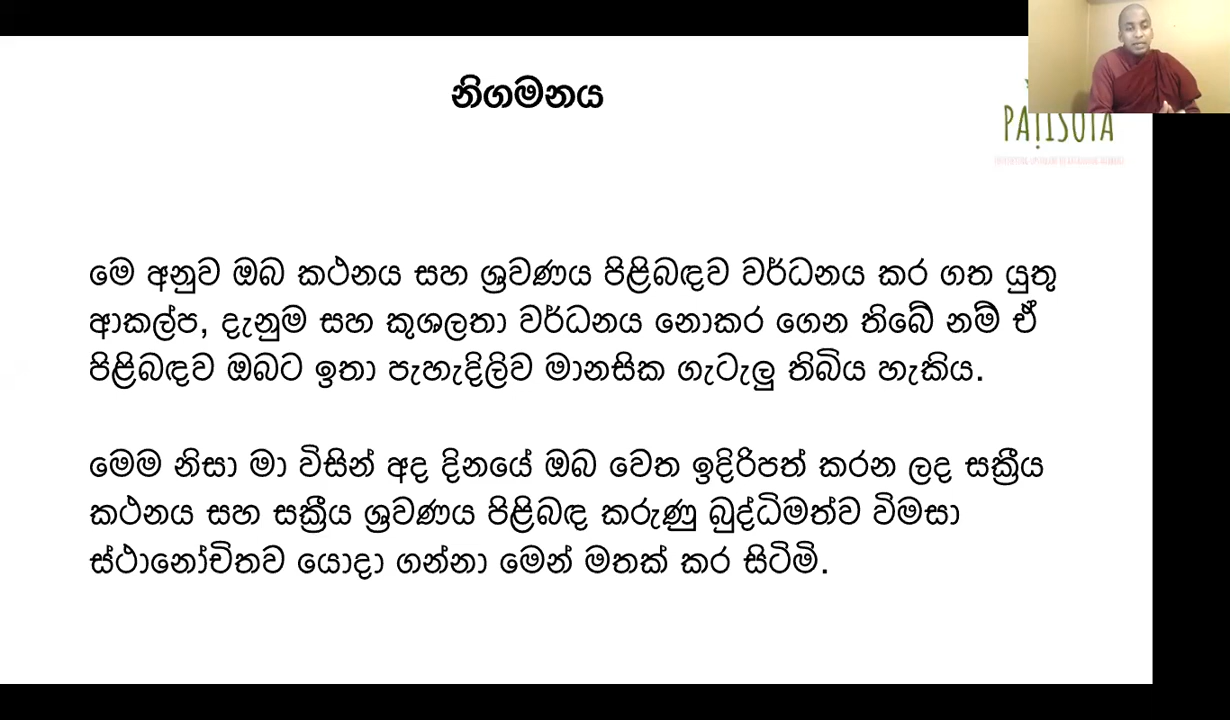 නිගමනය
PAṬISOTA
මෙ අනුව ඔබ කථනය සහ ශ්‍රවණය පිළිබඳව වර්ධනය කර ගත යුතු
ආකල්ප, දැනුම සහ කුශලතා වර්ධනය නොකර ගෙන තිබේ නම් ඒ
පිළිබඳව ඔබට ඉතා පැහැදිලිව මානසික ගැටැලු තිබිය හැකිය.
මෙම නිසා මා විසින් අද දිනයේ ඔබ වෙත ඉදිරිපත් කරන ලද සක්‍රීය
කථනය සහ සක්‍රීය ශ්‍රවණය පිළිබඳ කරුණු බුද්ධිමත්ව විමසා
ස්ථානෝචිතව යොදා ගන්නා මෙන් මතක් කර සිටිමි.